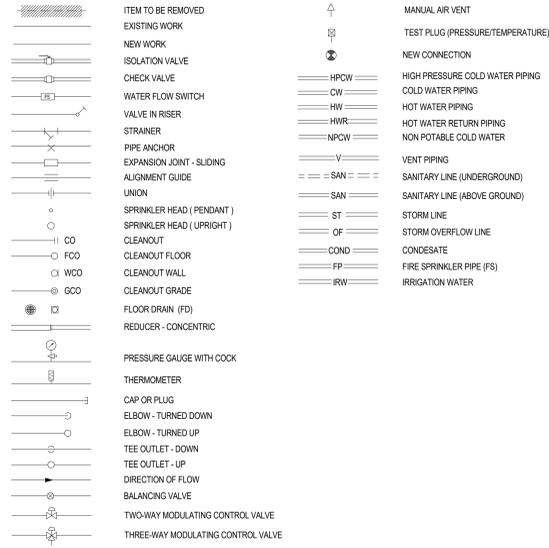 ITEM TO BE REMOVED
EXISTING WORK
NEW WORK
ISOLATION VALVE
CHECK VALVE
FS WATER FLOW SWITCH
VALVE IN RISER
STRAINER
PIPE ANCHOR
EXPANSION JOINT - SLIDING
ALIGNMENT GUIDE
UNION
SPRINKLER HEAD ( PENDANT )
SPRINKLER HEAD ( UPRIGHT )
CO CLEANOUT
FCO CLEANOUT FLOOR
WCO CLEANOUT WALL
GCO CLEANOUT GRADE
FLOOR DRAIN (FD)
REDUCER - CONCENTRIC
PRESSURE GAUGE WITH COCK
THERMOMETER
CAP OR PLUG
ELBOW - TURNED DOWN
ELBOW - TURNED UP
TEE OUTLET - DOWN
TEE OUTLET - UP
DIRECTION OF FLOW
BALANCING VALVE
TWO-WAY MODULATING CONTROL VALVE
THREE-WAY MODULATING CONTROL VALVE
MANUAL AIR VENT
TEST PLUG (PRESSURE/TEMPERATURE)
NEW CONNECTION
HPCW HIGH PRESSURE COLD WATER PIPING
CW COLD WATER PIPING
HW HOT WATER PIPING
HWR HOT WATER RETURN PIPING
NPCW NON POTABLE COLD WATER
V VENT PIPING
SAN SANITARY LINE (UNDERGROUND)
SAN SANITARY LINE (ABOVE GROUND)
ST STORM LINE
OF STORM OVERFLOW LINE
COND CONDESATE
FP FIRE SPRINKLER PIPE (FS)
IRW IRRIGATION WATER